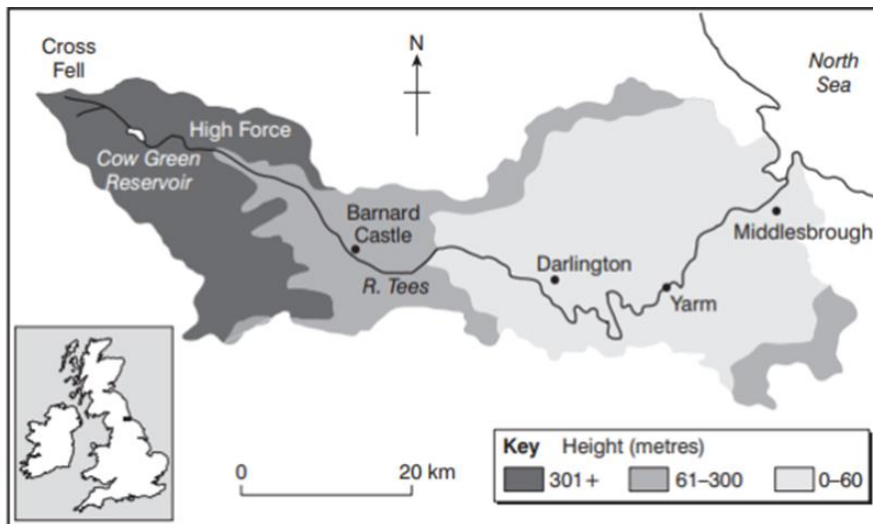 Cross
Fell
N
North
Sea
High Force
Cow Green
Reservoir
Barnard
Castle
Middlesbrough
Darlington
R. Tees
Yarm
0 20 km
Key Height (metres)
301+ 61–300 0–60